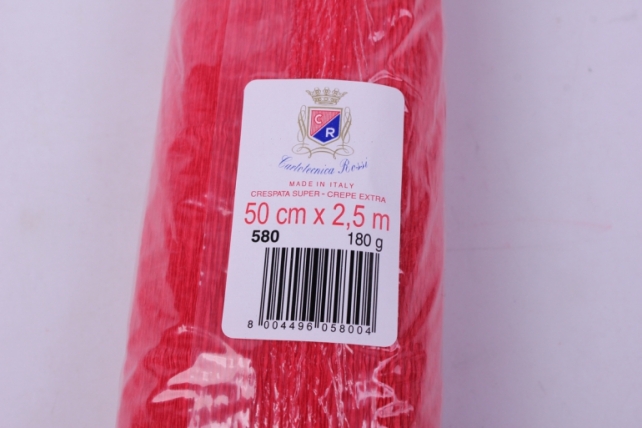 C
R
Cartotecnica Rossi
MADE IN ITALY
CRESPATA SUPER - CREPE EXTRA
50 cm x 2,5 m
580 180 g
8 004496 058004